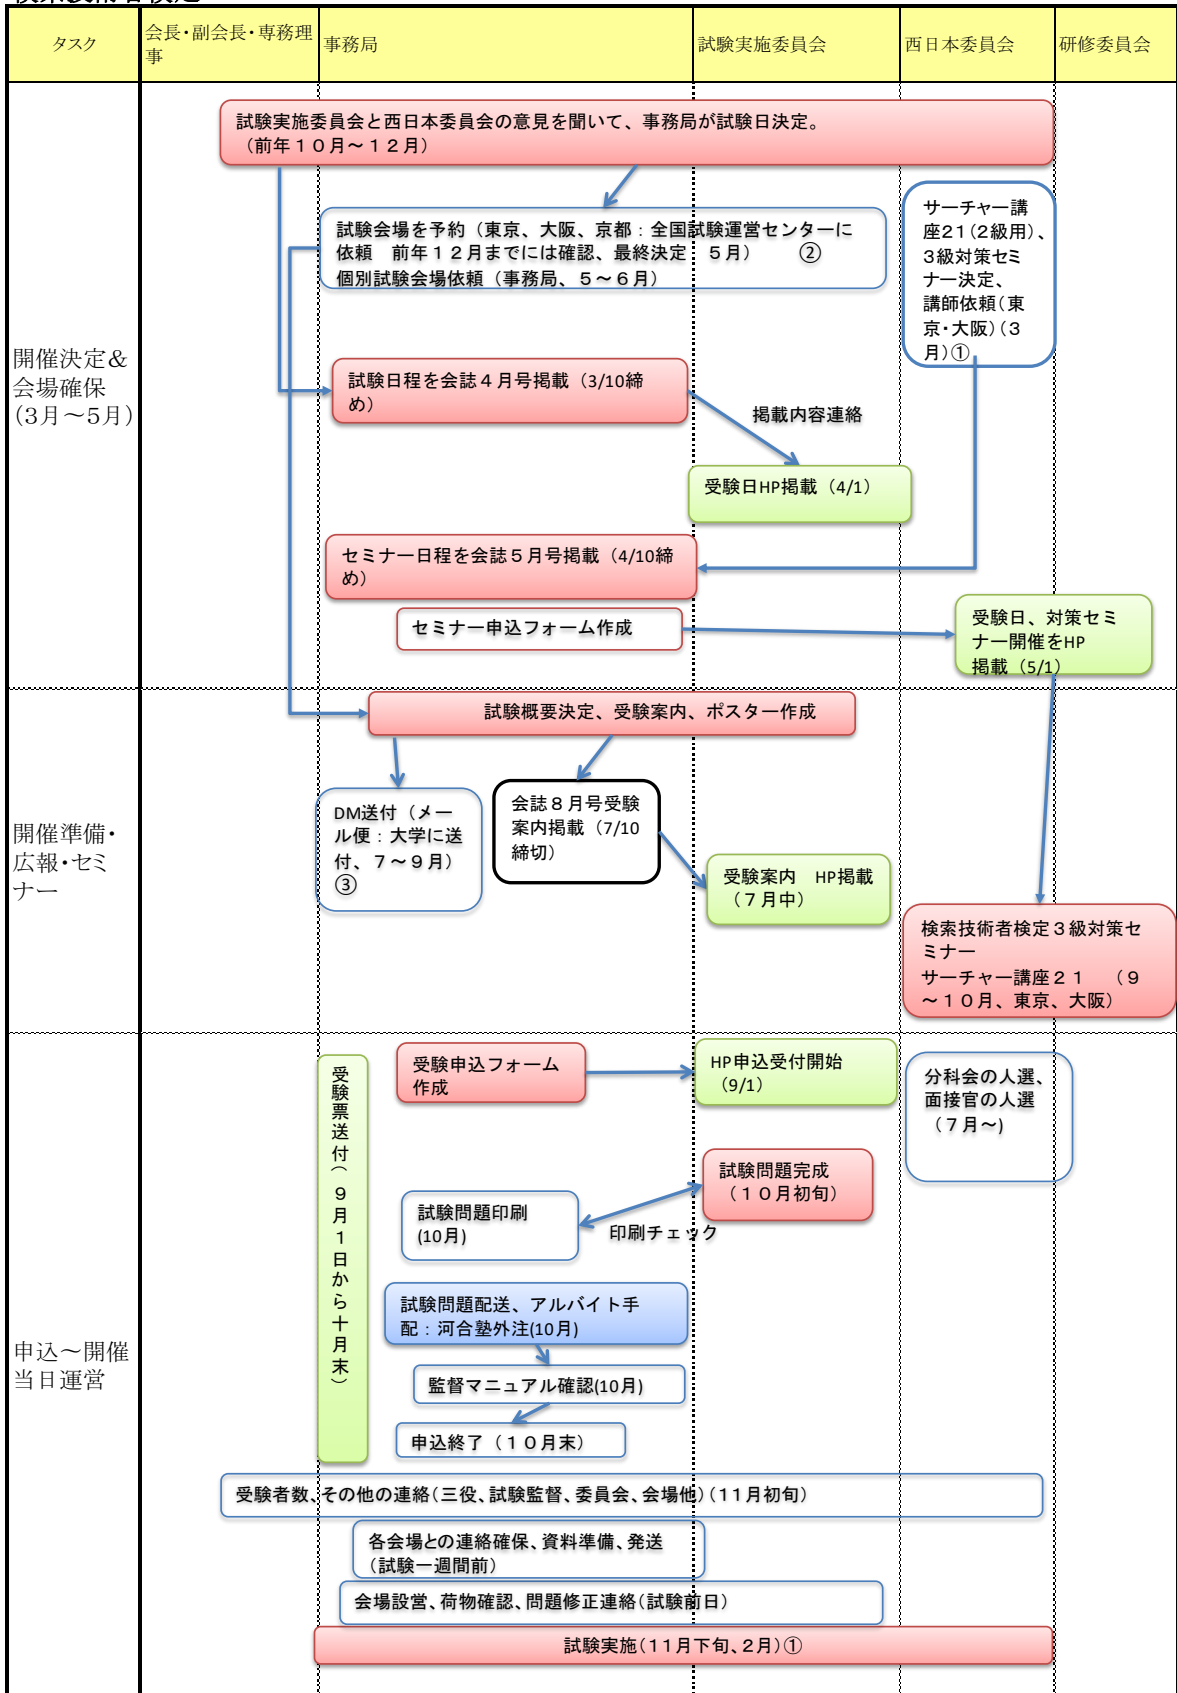 タスク
会長・副会長・専務理
事
事務局
試験実施委員会
西日本委員会
研修委員会
試験実施委員会と西日本委員会の意見を聞いて、事務局が試験日決定。
（前年１０月～１２月）
試験会場を予約（東京、大阪、京都：全国試験運営センターに
依頼　前年１２月までには確認、最終決定　５月）　②
個別試験会場依頼（事務局、５～６月）
サーチャー講
座21(2級用)、
3級対策セミ
ナー決定、
講師依頼(東
京・大阪)(3
月)①
開催決定&
会場確保
(3月～5月)
試験日程を会誌４月号掲載（3/10締
め）
掲載内容連絡
受験日HP掲載（4/1）
セミナー日程を会誌５月号掲載（4/10締
め）
セミナー申込フォーム作成
受験日、対策セミ
ナー開催をHP
掲載（5/1）
試験概要決定、受験案内、ポスター作成
開催準備・
広報・セミ
ナー
DM送付（メー
ル便：大学に送
付、７～９月）
③
会誌８月号受験
案内掲載（7/10
締切）
受験案内　HP掲載
（７月中）
検索技術者検定３級対策セ
ミナー
サーチャー講座２１　（９
～１０月、東京、大阪）
申込～開催
当日運営
受験票送付（９月１日から十月末）
受験申込フォーム
作成
HP申込受付開始
（9/1）
分科会の人選、
面接官の人選
（７月～)
試験問題完成
（１０月初旬）
試験問題印刷
(10月)
印刷チェック
試験問題配送、アルバイト手
配：河合塾外注(10月)
監督マニュアル確認(10月)
申込終了（１０月末）
受験者数、その他の連絡(三役、試験監督、委員会、会場他)(11月初旬)
各会場との連絡確保、資料準備、発送
(試験一週間前)
会場設営、荷物確認、問題修正連絡(試験前日)
試験実施(11月下旬、2月)①